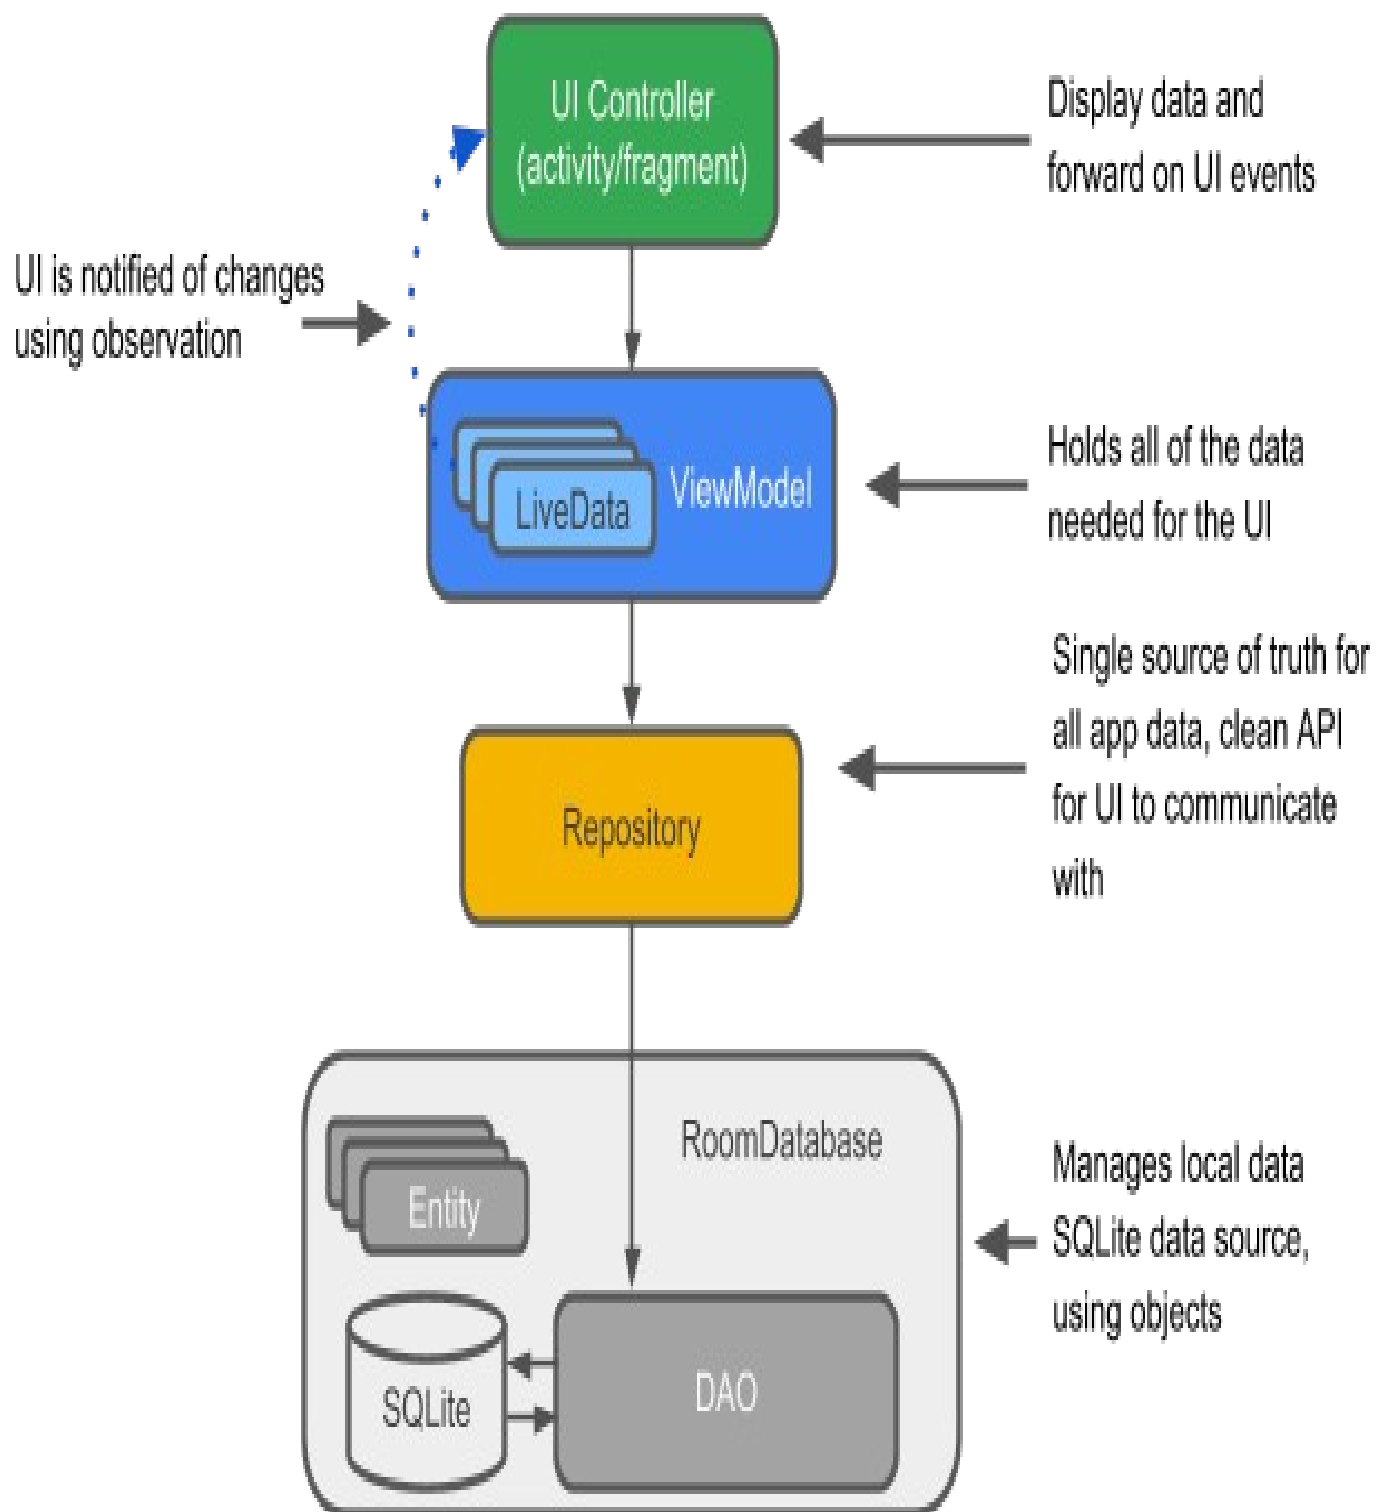 UI Controller
(activity/fragment)
Display data and
forward on UI events
UI is notified of changes
using observation
LiveData
ViewModel
Holds all of the data
needed for the UI
Single source of truth for
all app data, clean API
for UI to communicate
with
Repository
RoomDatabase
Entity
Manages local data
SQLite data source,
using objects
SQLite
DAO